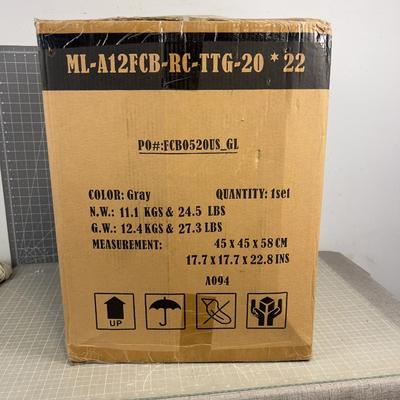 ML-A12FCB-RC-TTG-20 * 22
PO#:FCB0520US_GL
COLOR: Gray QUANTITY: 1set
N.W.: 11.1 KGS & 24.5 LBS
G.W.: 12.4 KGS & 27.3 LBS
MEASUREMENT: 45 x 45 x 58 CM
17.7 x 17.7 x 22.8 INS
A094
UP